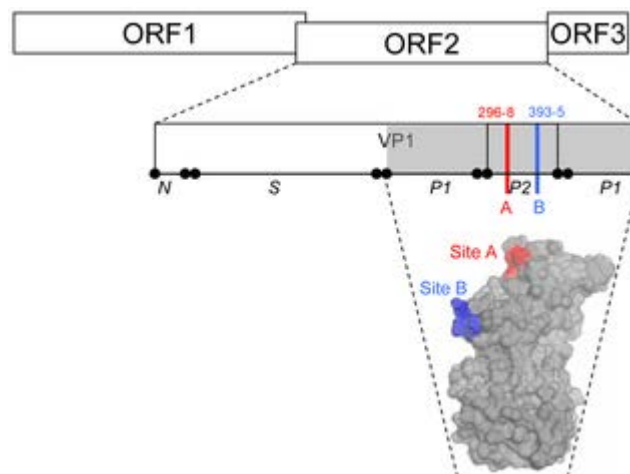 ORF1
ORF2
ORF3
296-8 393-5
VP1
N S P1 P2 P1
A B
Site A
Site B